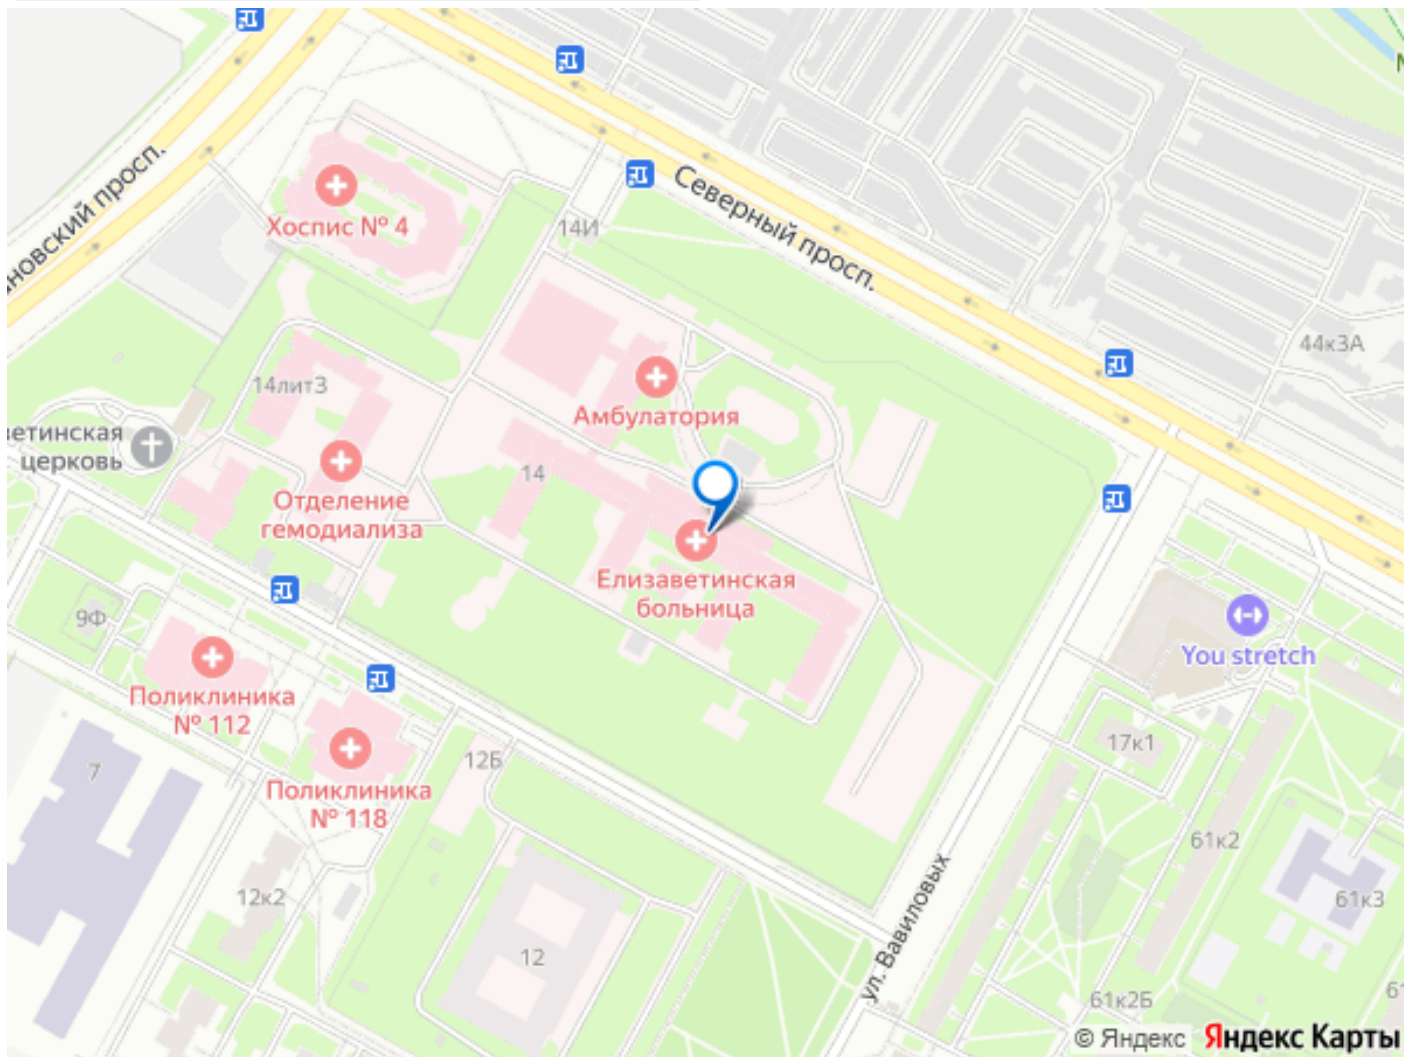 Северный просп.
новский просп.
Хоспис № 4
14И
44к3А
14лит3
Амбулатория
ветинская
церковь
14
Отделение
гемодиализа
Елизаветинская
больница
9Ф
You stretch
Поликлиника
№ 112
17к1
12Б
7
Поликлиника
№ 118
61к2
12к2
ул. Вавиловых
61к3
12
61к2Б
© Яндекс
Яндекс Карты